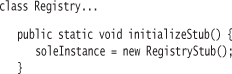 class Registry...
public static void initializeStub() {
soleInstance = new RegistryStub();
}